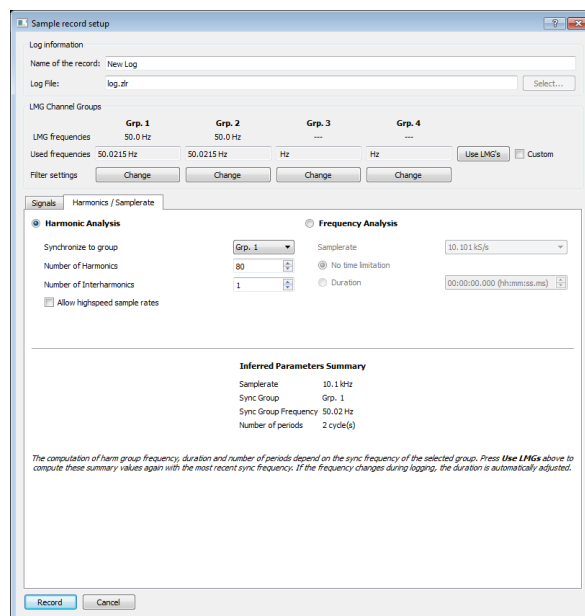 Sample record setup
Log information
Name of the record: New Log
Log File: log.zlr Select...
LMG Channel Groups
Grp. 1 Grp. 2 Grp. 3 Grp. 4
LMG frequencies 50.0 Hz 50.0 Hz --- ---
Used frequencies 50.0215 Hz 50.0215 Hz Hz Hz Use LMG's Custom
Filter settings Change Change Change Change
Signals Harmonics / Samplerate
Harmonic Analysis Frequency Analysis
Synchronize to group Grp. 1 Samplerate 10.101 kS/s
Number of Harmonics 80 No time limitation
Number of Interharmonics 1 Duration 00:00:00.000 (hh:mm:ss.ms)
Allow highspeed sample rates
Inferred Parameters Summary
Samplerate 10.1 kHz
Sync Group Grp. 1
Sync Group Frequency 50.02 Hz
Number of periods 2 cycle(s)
The computation of harm group frequency, duration and number of periods depend on the sync frequency of the selected group. Press Use LMGs above to
compute these summary values again with the most recent sync frequency. If the frequency changes during logging, the duration is automatically adjusted.
Record Cancel